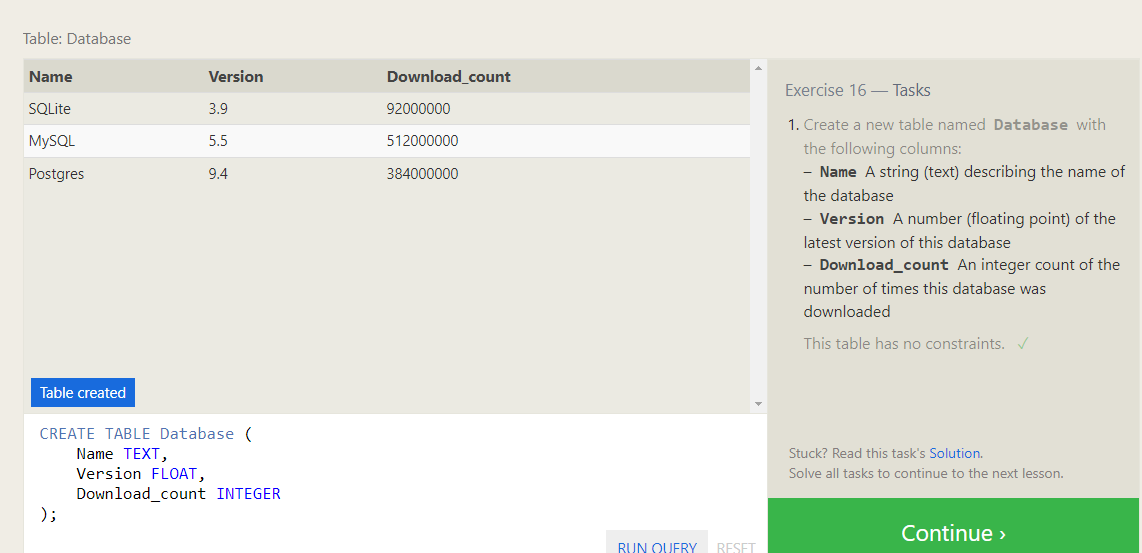 Table: Database
Name Version Download_count
SQLite 3.9 92000000
MySQL 5.5 512000000
Postgres 9.4 384000000
Table created
CREATE TABLE Database (
Name TEXT,
Version FLOAT,
Download_count INTEGER
);
RUN QUERY RESET
Exercise 16 — Tasks
1. Create a new table named Database with
the following columns:
– Name A string (text) describing the name of
the database
– Version A number (floating point) of the
latest version of this database
– Download_count An integer count of the
number of times this database was
downloaded
This table has no constraints. ✓
Stuck? Read this task's Solution.
Solve all tasks to continue to the next lesson.
Continue ›